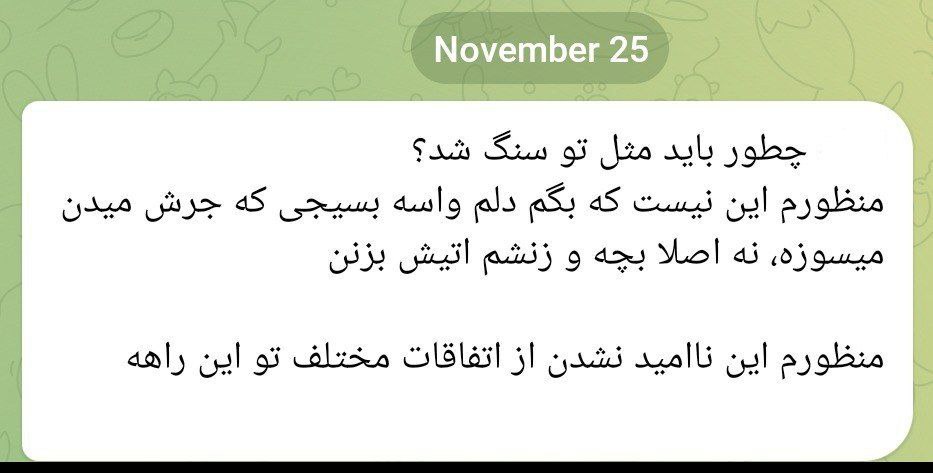 November 25
چطور باید مثل تو سنگ شد؟
منظورم این نیست که بگم دلم واسه بسیجی که جرش میدن
میسوزه، نه اصلا بچه و زنشم اتیش بزنن
منظورم این ناامید نشدن از اتفاقات مختلف تو این راهه